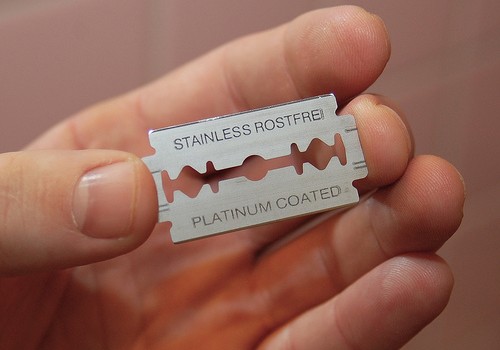 STAINLESS ROSTFREI
PLATINUM COATED